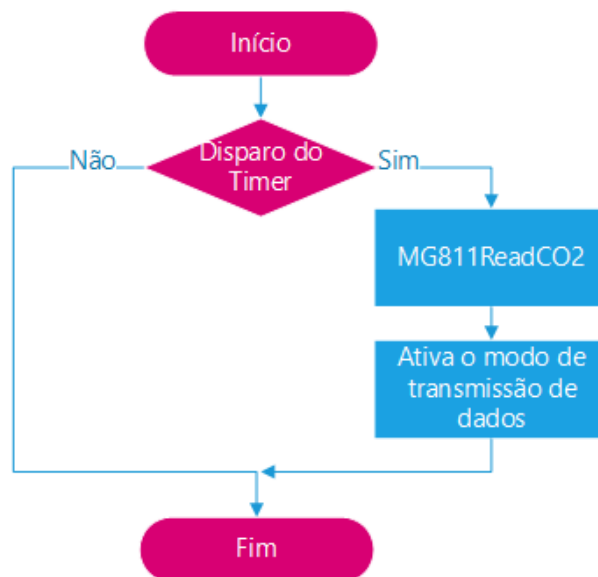 Início
Disparo do
Timer
Não
Sim
MG811ReadCO2
Ativa o modo de
transmissão de
dados
Fim